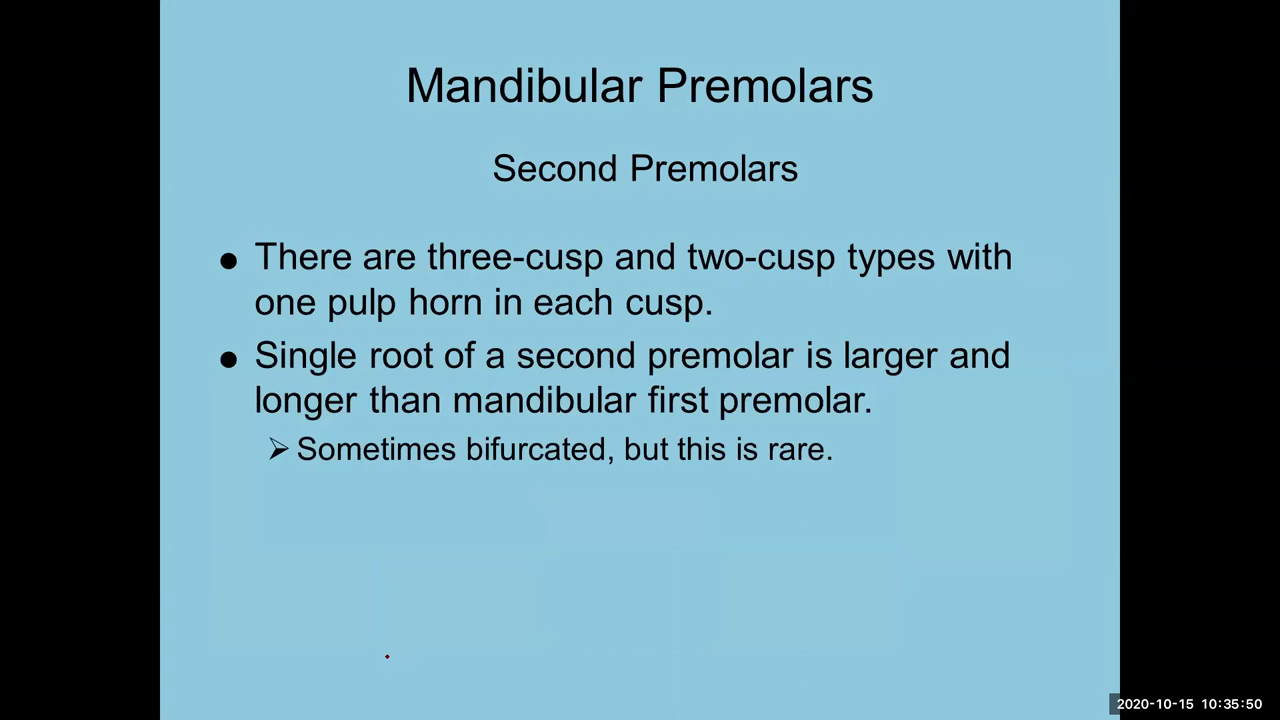 Mandibular Premolars
Second Premolars
● There are three-cusp and two-cusp types with
one pulp horn in each cusp.
● Single root of a second premolar is larger and
longer than mandibular first premolar.
➢ Sometimes bifurcated, but this is rare.
2020-10-15 10:35:50